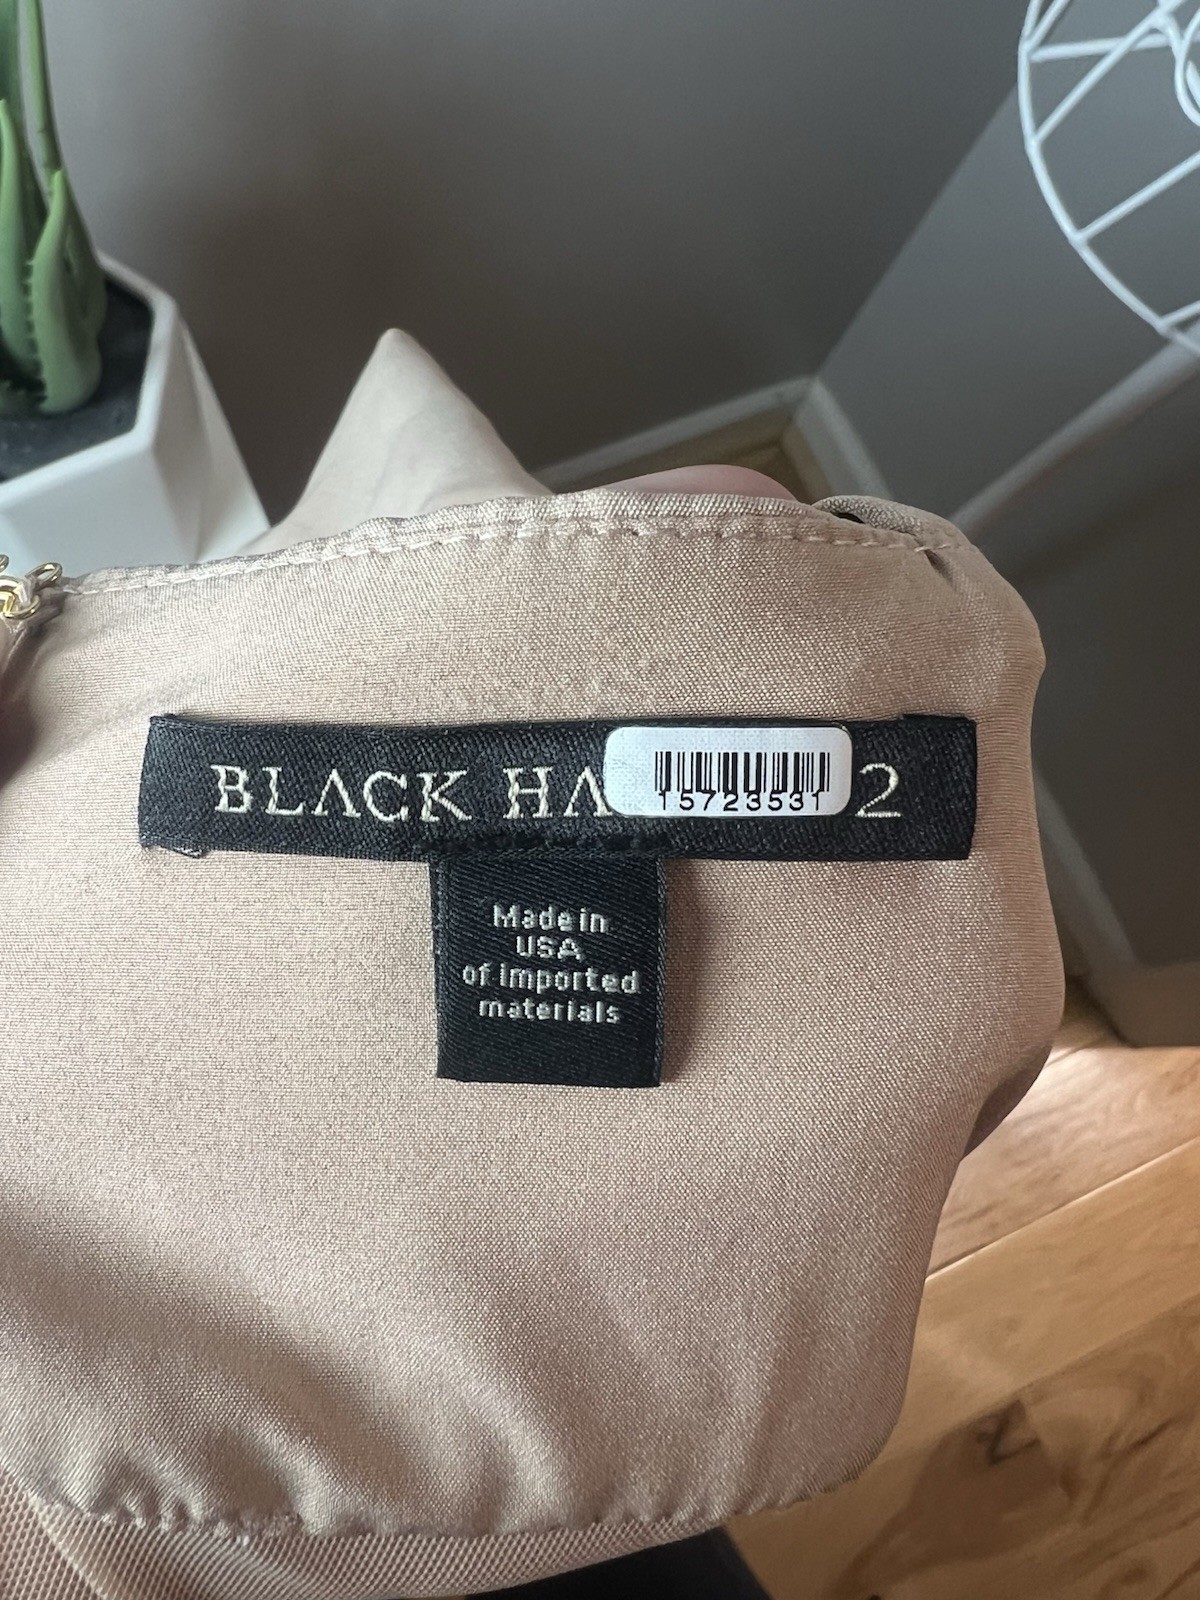 BLACK HA 2
15723531
Made in
USA
of imported
materials